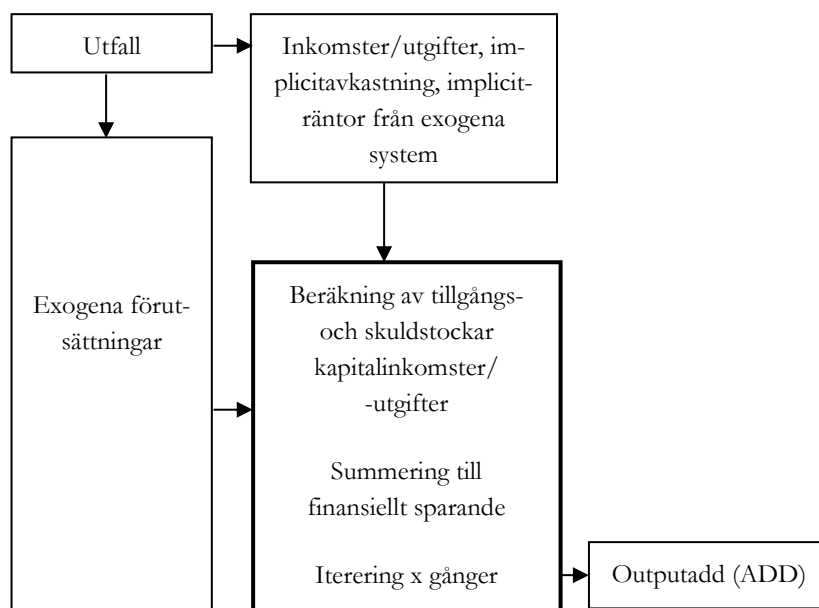 Utfall
Inkomster/utgifter, im-
plicitavkastning, implicit-
räntor från exogena
system
Exogena förut-
sättningar
Beräkning av tillgångs-
och skuldstockar
kapitalinkomster/
-utgifter
Summering till
finansiellt sparande
Iterering x gånger
Outputadd (ADD)